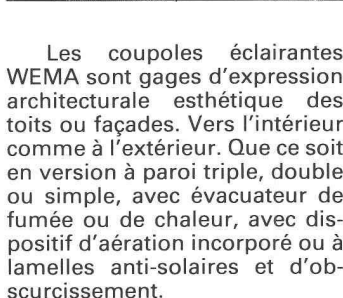 Les coupoles éclairantes
WEMA sont gages d'expression
architecturale esthétique des
toits ou façades. Vers l'intérieur
comme à l'extérieur. Que ce soit
en version à paroi triple, double
ou simple, avec évacuateur de
fumée ou de chaleur, avec dis-
positif d'aération incorporé ou à
lamelles anti-solaires et d'ob-
scurcissement.